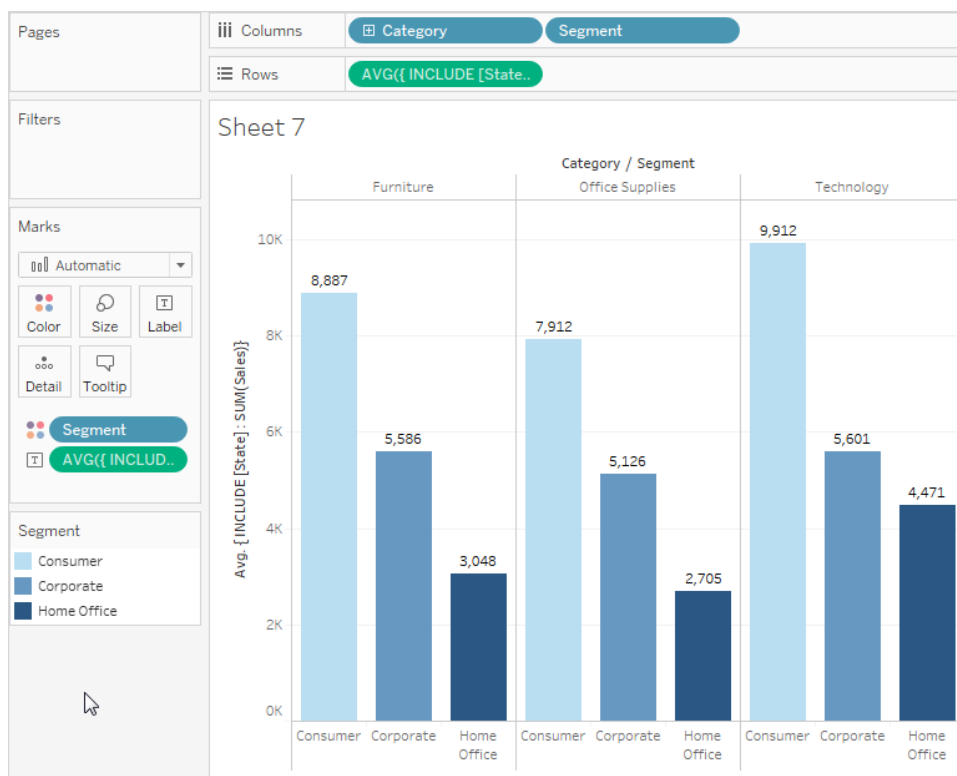 Pages
Columns
Category
Segment
Rows
AVG({ INCLUDE [State..
Filters
Sheet 7
Category / Segment
Furniture
Office Supplies
Technology
Marks
Automatic
Color
Size
T
Label
Detail
Tooltip
Segment
T
AVG({ INCLUD..
Segment
Consumer
Corporate
Home Office
Avg. { INCLUDE [State] : SUM(Sales)}
10K
8K
6K
4K
2K
0K
8,887
5,586
3,048
7,912
5,126
2,705
9,912
5,601
4,471
Consumer
Corporate
Home
Office
Consumer
Corporate
Home
Office
Consumer
Corporate
Home
Office